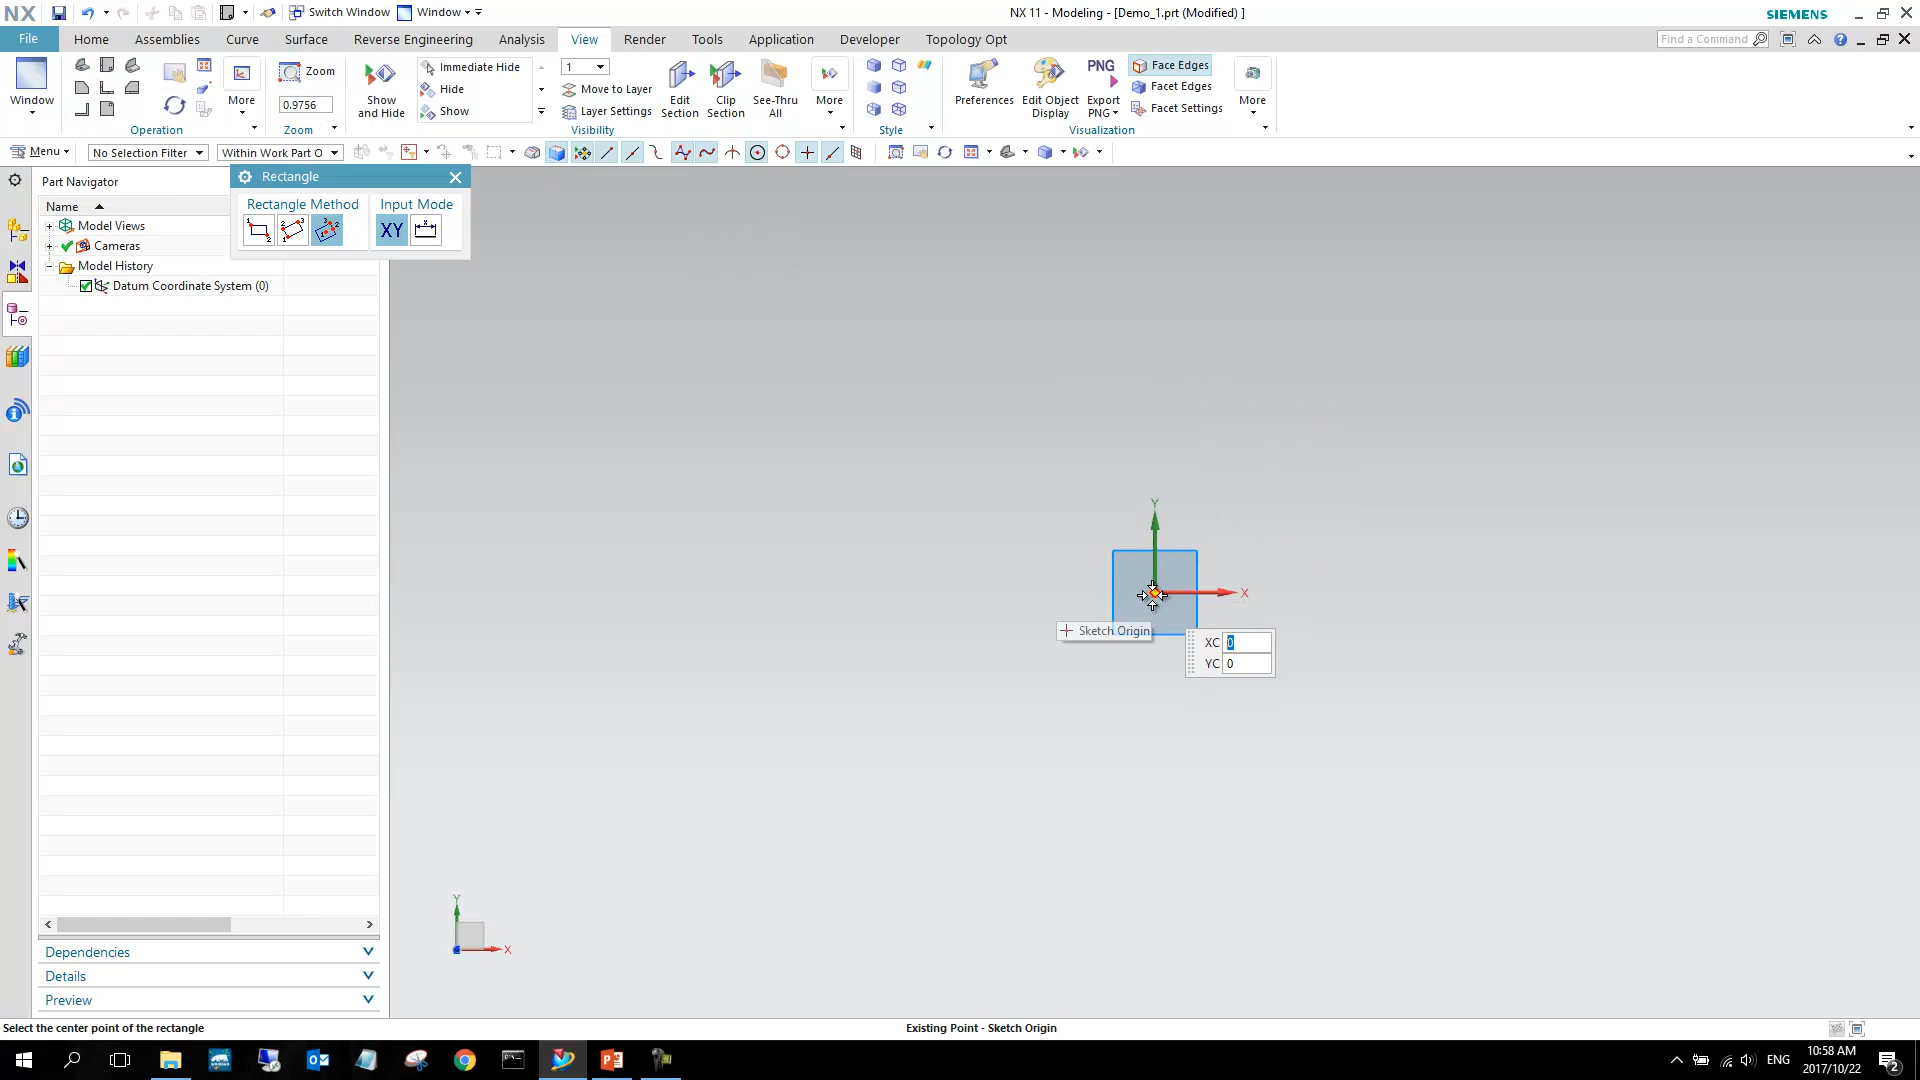 NX
Switch Window
Window
NX 11 - Modeling - [Demo_1.prt (Modified) ]
SIEMENS
File
Home
Assemblies
Curve
Surface
Reverse Engineering
Analysis
View
Render
Tools
Application
Developer
Topology Opt
Find a Command
Window
More
Operation
Zoom
0.9756
Zoom
Show
and Hide
Immediate Hide
Hide
Show
1
Move to Layer
Layer Settings
Edit
Section
Clip
Section
See-Thru
All
More
Visibility
Style
Preferences
Edit Object
Display
PNG
Export
PNG
Face Edges
Facet Edges
Facet Settings
More
Visualization
Menu
No Selection Filter
Within Work Part O
Part Navigator
Name
Model Views
Cameras
Model History
Datum Coordinate System (0)
Rectangle
Rectangle Method
Input Mode
XY
Y
X
Sketch Origin
XC 0
YC 0
Y
X
Dependencies
Details
Preview
Select the center point of the rectangle
Existing Point - Sketch Origin
ENG
10:58 AM
2017/10/22
2